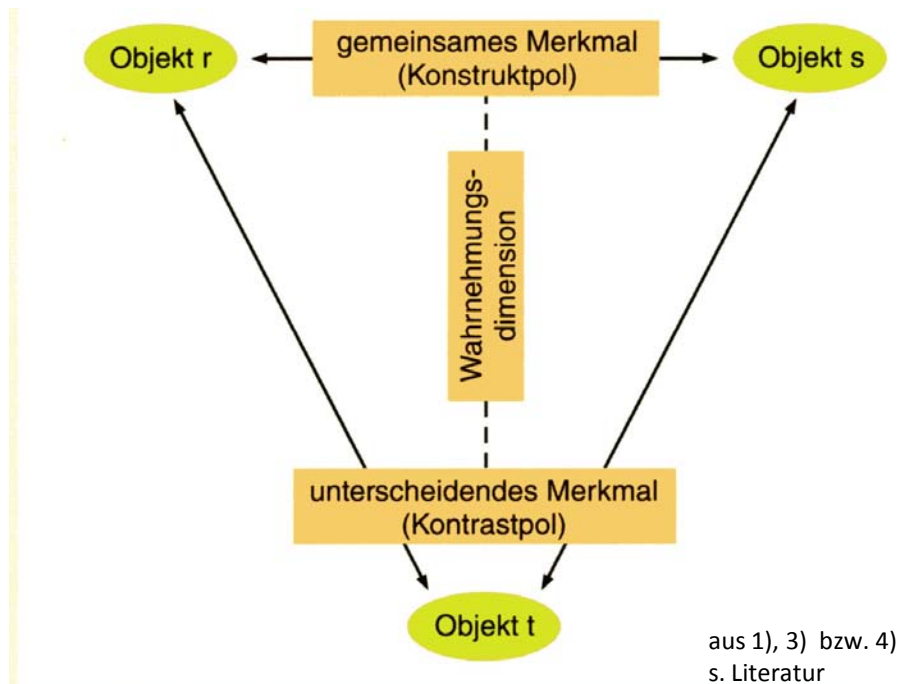 Objekt r
gemeinsames Merkmal
(Konstruktpol)
Objekt s
Wahrnehmungs-
dimension
unterscheidendes Merkmal
(Kontrastpol)
Objekt t
aus 1), 3) bzw. 4)
s. Literatur